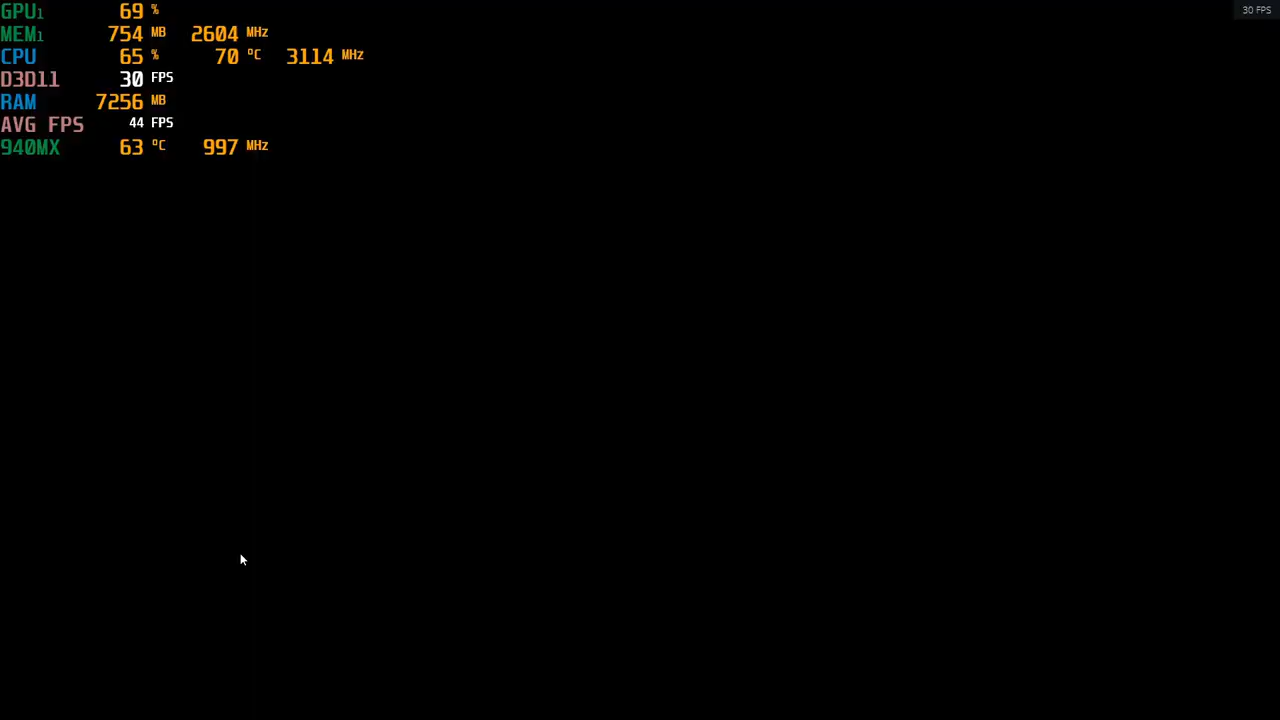 GPU1 69 %
MEM1 754 MB 2604 MHz
CPU 65 % 70 °C 3114 MHz
D3D11 30 FPS
RAM 7256 MB
AVG FPS 44 FPS
940MX 63 °C 997 MHz
30 FPS